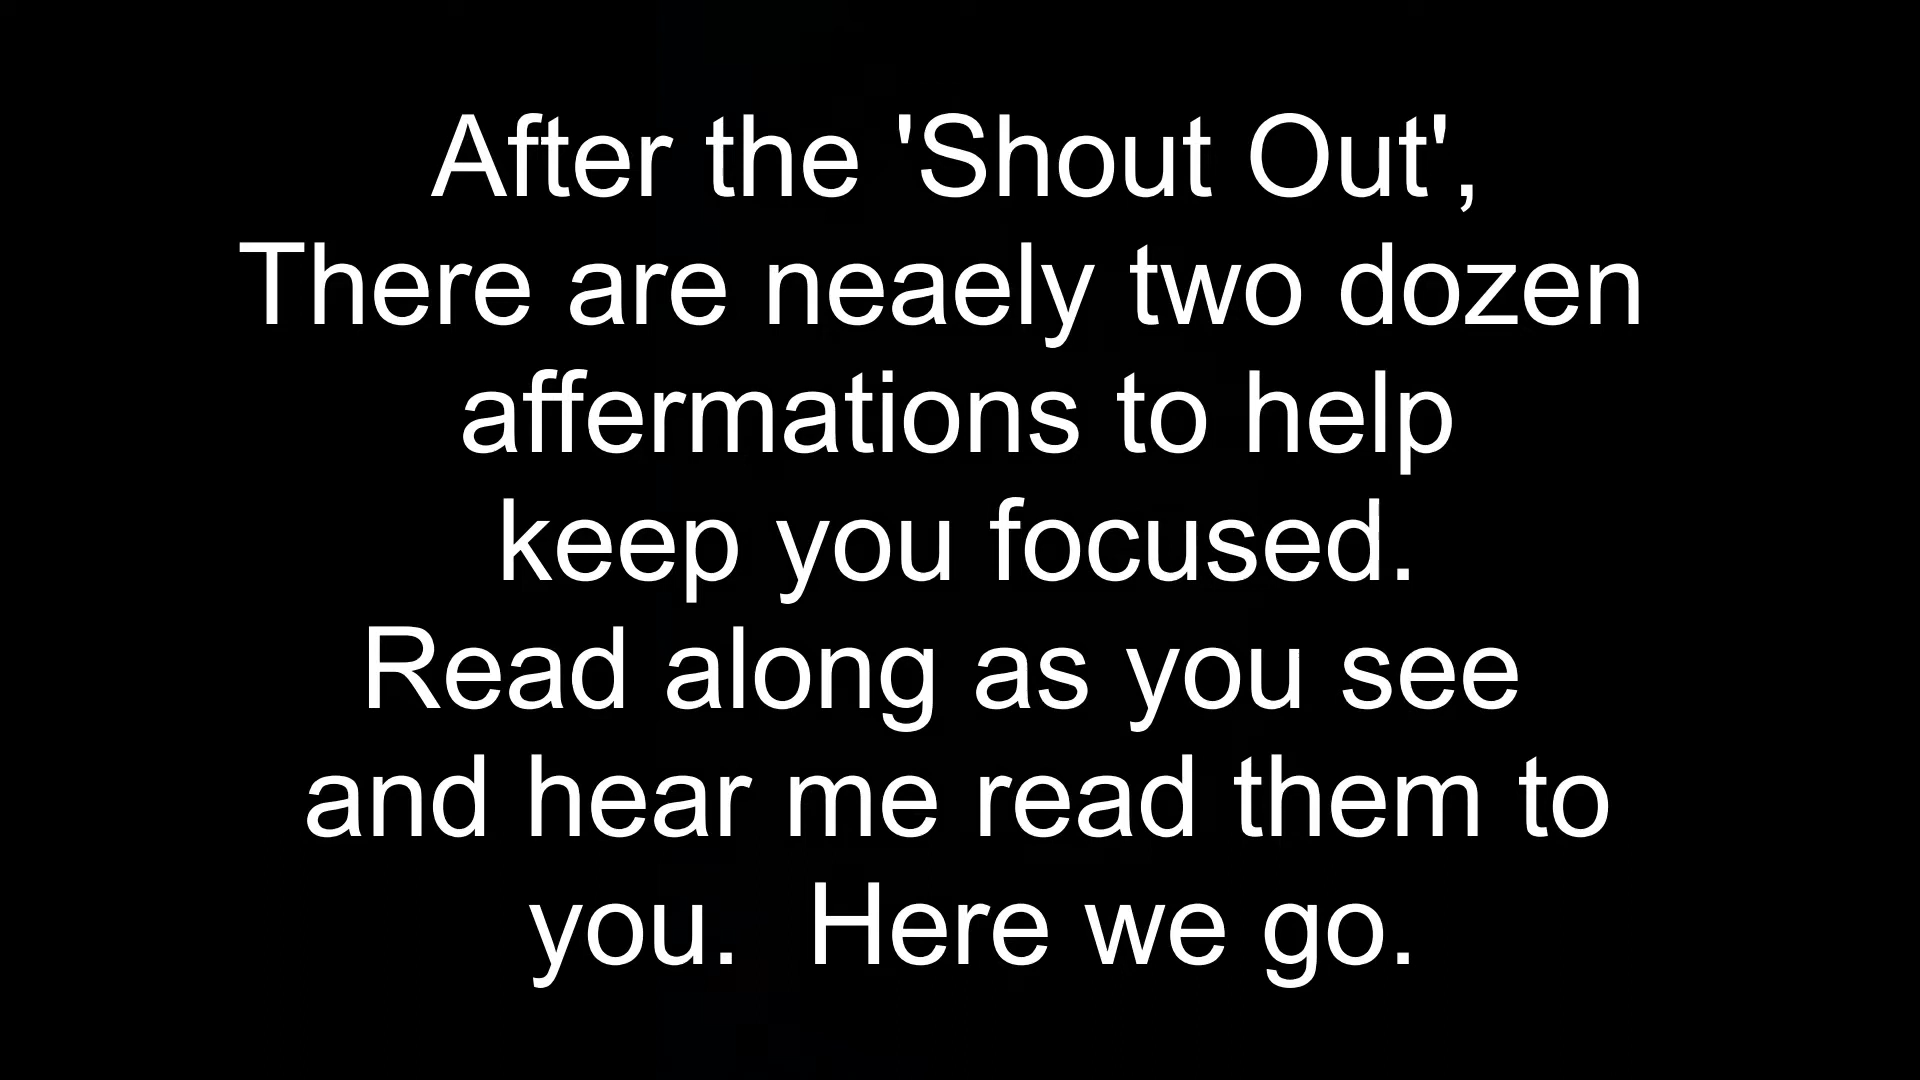 After the 'Shout Out',
There are neaely two dozen
affermations to help
keep you focused.
Read along as you see
and hear me read them to
you.  Here we go.